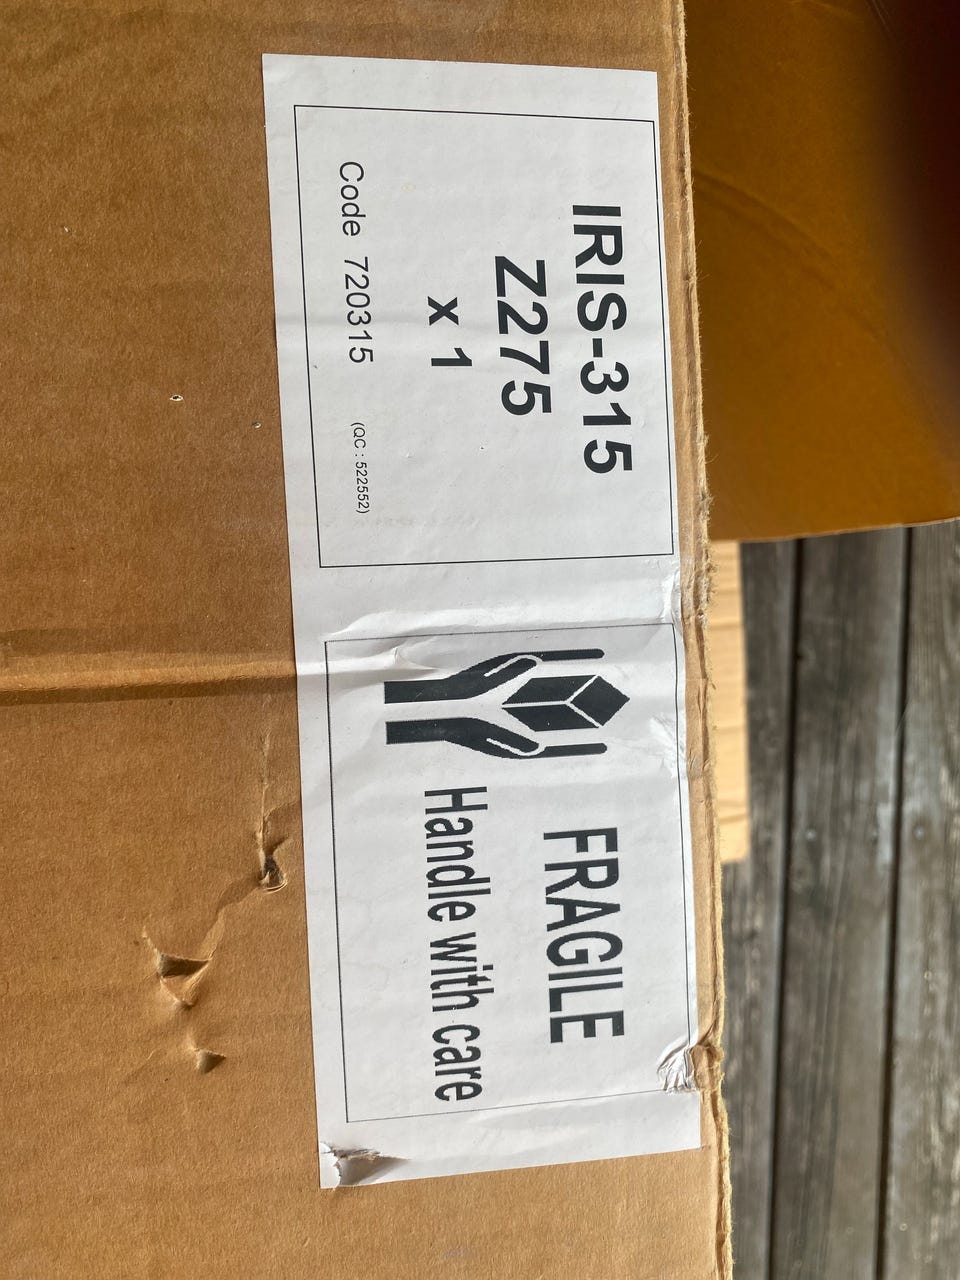 IRIS-315
Z275
x 1
Code 720315 (QC : 522552)
FRAGILE
Handle with care